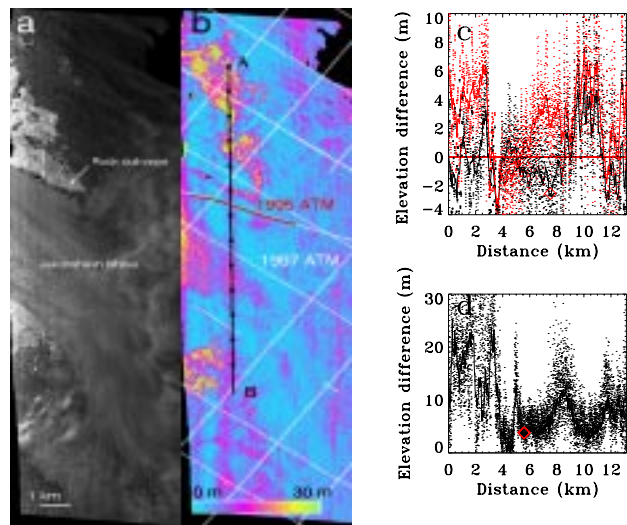 a
Rock outcrop
1 km
b
A
1995 ATM
1997 ATM
B
0 m
30 m
c
Elevation difference (m)
10
8
6
4
2
0
-2
-4
0 2 4 6 8 10 12
Distance (km)
d
Elevation difference (m)
30
20
10
0
0 2 4 6 8 10 12
Distance (km)